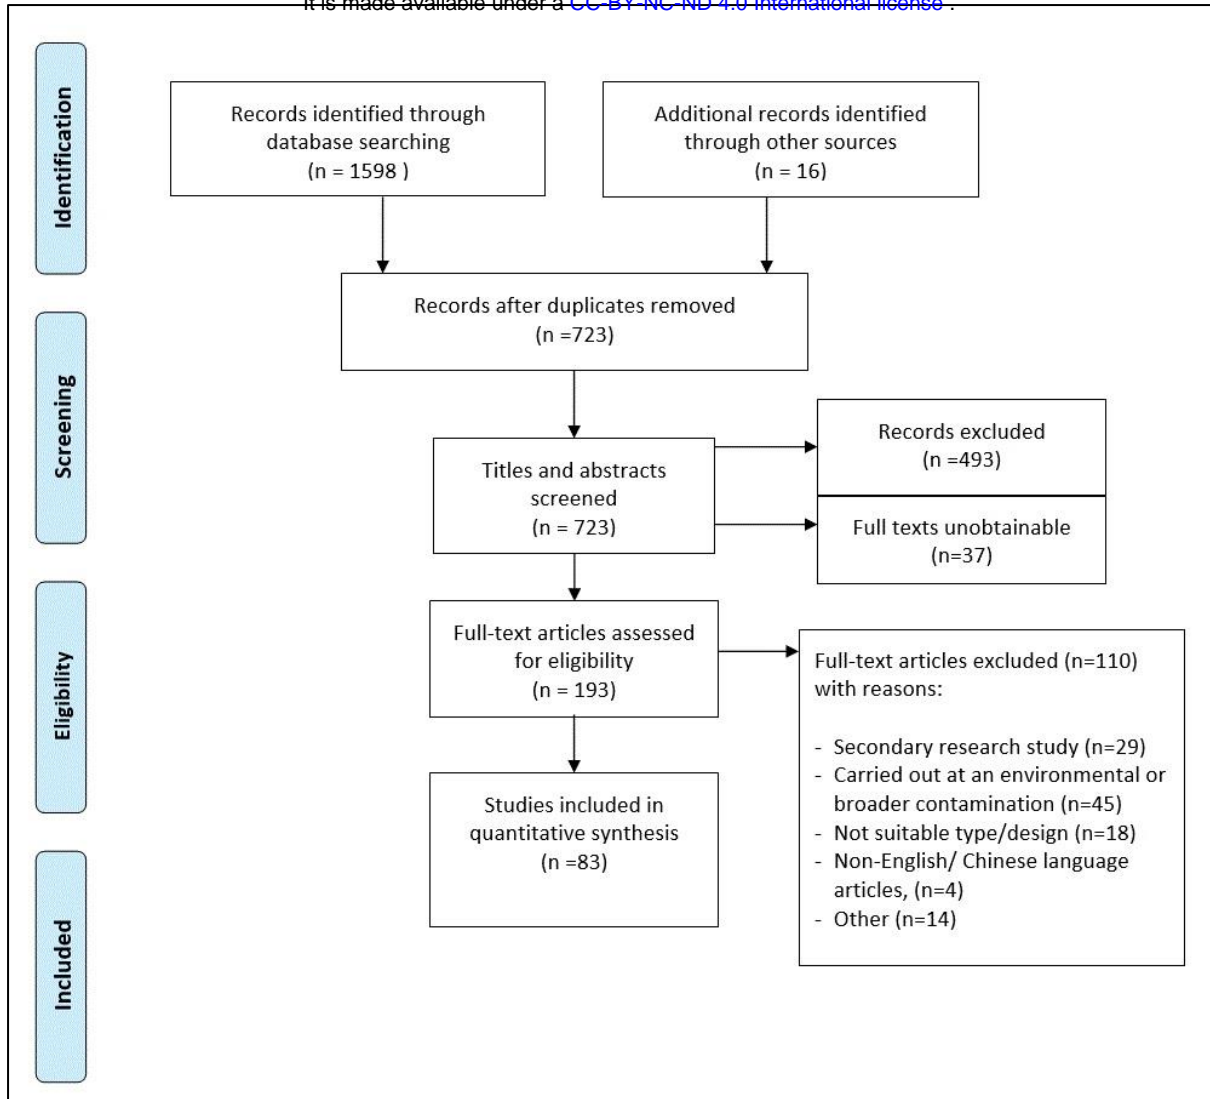 It is made available under a CC-BY-NC-ND 4.0 International license .
Identification
Records identified through
database searching
(n = 1598 )
Additional records identified
through other sources
(n = 16)
Records after duplicates removed
(n =723)
Screening
Titles and abstracts
screened
(n = 723)
Records excluded
(n =493)
Full texts unobtainable
(n=37)
Eligibility
Full-text articles assessed
for eligibility
(n = 193)
Full-text articles excluded (n=110)
with reasons:
- Secondary research study (n=29)
- Carried out at an environmental or
broader contamination (n=45)
- Not suitable type/design (n=18)
- Non-English/ Chinese language
articles, (n=4)
- Other (n=14)
Studies included in
quantitative synthesis
(n =83)
Included